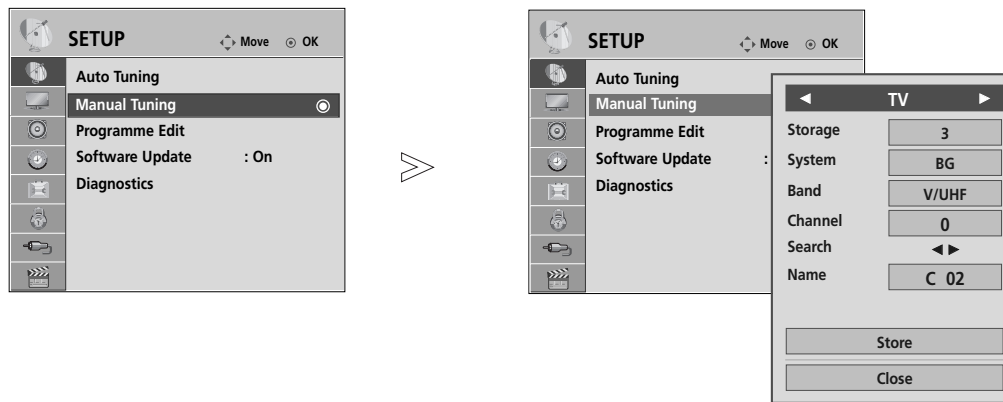 SETUP Move OK
Auto Tuning
Manual Tuning
Programme Edit
Software Update : On
Diagnostics
SETUP Move OK
Auto Tuning
Manual Tuning
Programme Edit
Software Update :
Diagnostics
◄ TV ►
Storage 3
System BG
Band V/UHF
Channel 0
Search ◄ ►
Name C 02
Store
Close